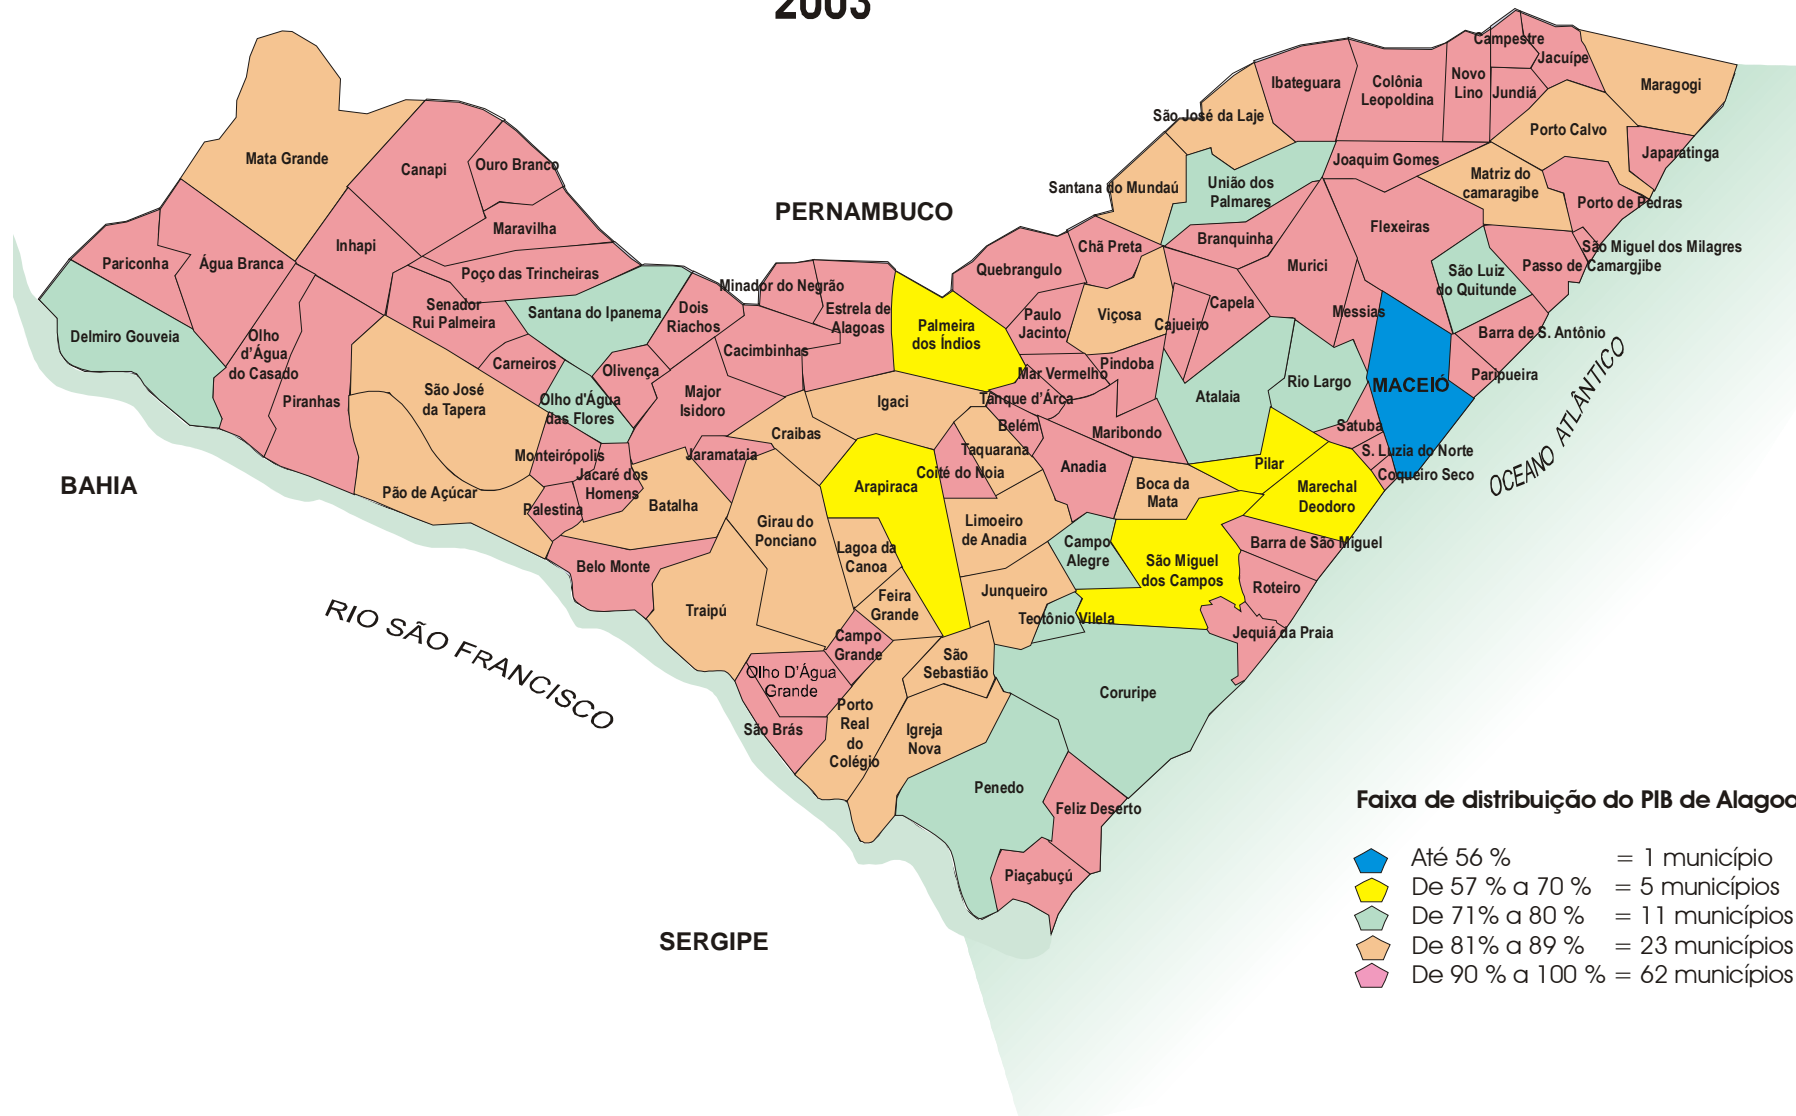 2003
Campestre
Jacuípe
Ibateguara
Colônia
Leopoldina
Novo
Lino
Jundiá
Maragogi
São José da Laje
Porto Calvo
Japaratinga
Mata Grande
Canapi
Ouro Branco
Joaquim Gomes
Santana do Mundaú
União dos
Palmares
Matriz do
camaragibe
Porto de Pedras
PERNAMBUCO
Maravilha
Inhapi
Flexeiras
Branquinha
Chã Preta
São Miguel dos Milagres
Pariconha
Água Branca
Poço das Trincheiras
Quebrangulo
Murici
Passo de
Camargjibe
São Luiz
do Quitunde
Minador do Negrão
Senador
Rui Palmeira
Santana do Ipanema
Dois
Riachos
Estrela de
Alagoas
Palmeira
dos Índios
Paulo
Jacinto
Viçosa
Cajueiro
Capela
Messias
Barra de S. Antônio
Delmiro Gouveia
Olho
d'Água
do Casado
Carneiros
Olivença
Cacimbinhas
Mar Vermelho
Pindoba
Rio Largo
MACEIÓ
Paripueira
OCEANO ATLÂNTICO
Piranhas
São José
da Tapera
Olho d'Água
das Flores
Major
Isidoro
Igaci
Tanque d'Árca
Atalaia
Belém
Maribondo
Satuba
Craibas
Taquarana
S. Luzia do Norte
Monteirópolis
Jaramataia
Coité do Noia
Anadia
Pilar
Coqueiro Seco
BAHIA
Pão de Açúcar
Jacaré dos
Homens
Arapiraca
Boca da
Mata
Marechal
Deodoro
Palestina
Batalha
Girau do
Ponciano
Limoeiro
de Anadia
Lagoa da
Canoa
Campo
Alegre
São Miguel
dos Campos
Barra de São Miguel
Belo Monte
Roteiro
Junqueiro
Feira
Grande
Traipú
Teotônio Vilela
RIO SÃO FRANCISCO
Campo
Grande
Jequiá da Praia
São
Sebastião
Olho D'Água
Grande
Coruripe
São Brás
Porto
Real
do
Colégio
Igreja
Nova
Penedo
Feliz Deserto
Piaçabuçú
SERGIPE
Faixa de distribuição do PIB de Alagoa
Até 56 % = 1 município
De 57 % a 70 % = 5 municípios
De 71% a 80 % = 11 municípios
De 81% a 89 % = 23 municípios
De 90 % a 100 % = 62 municípios